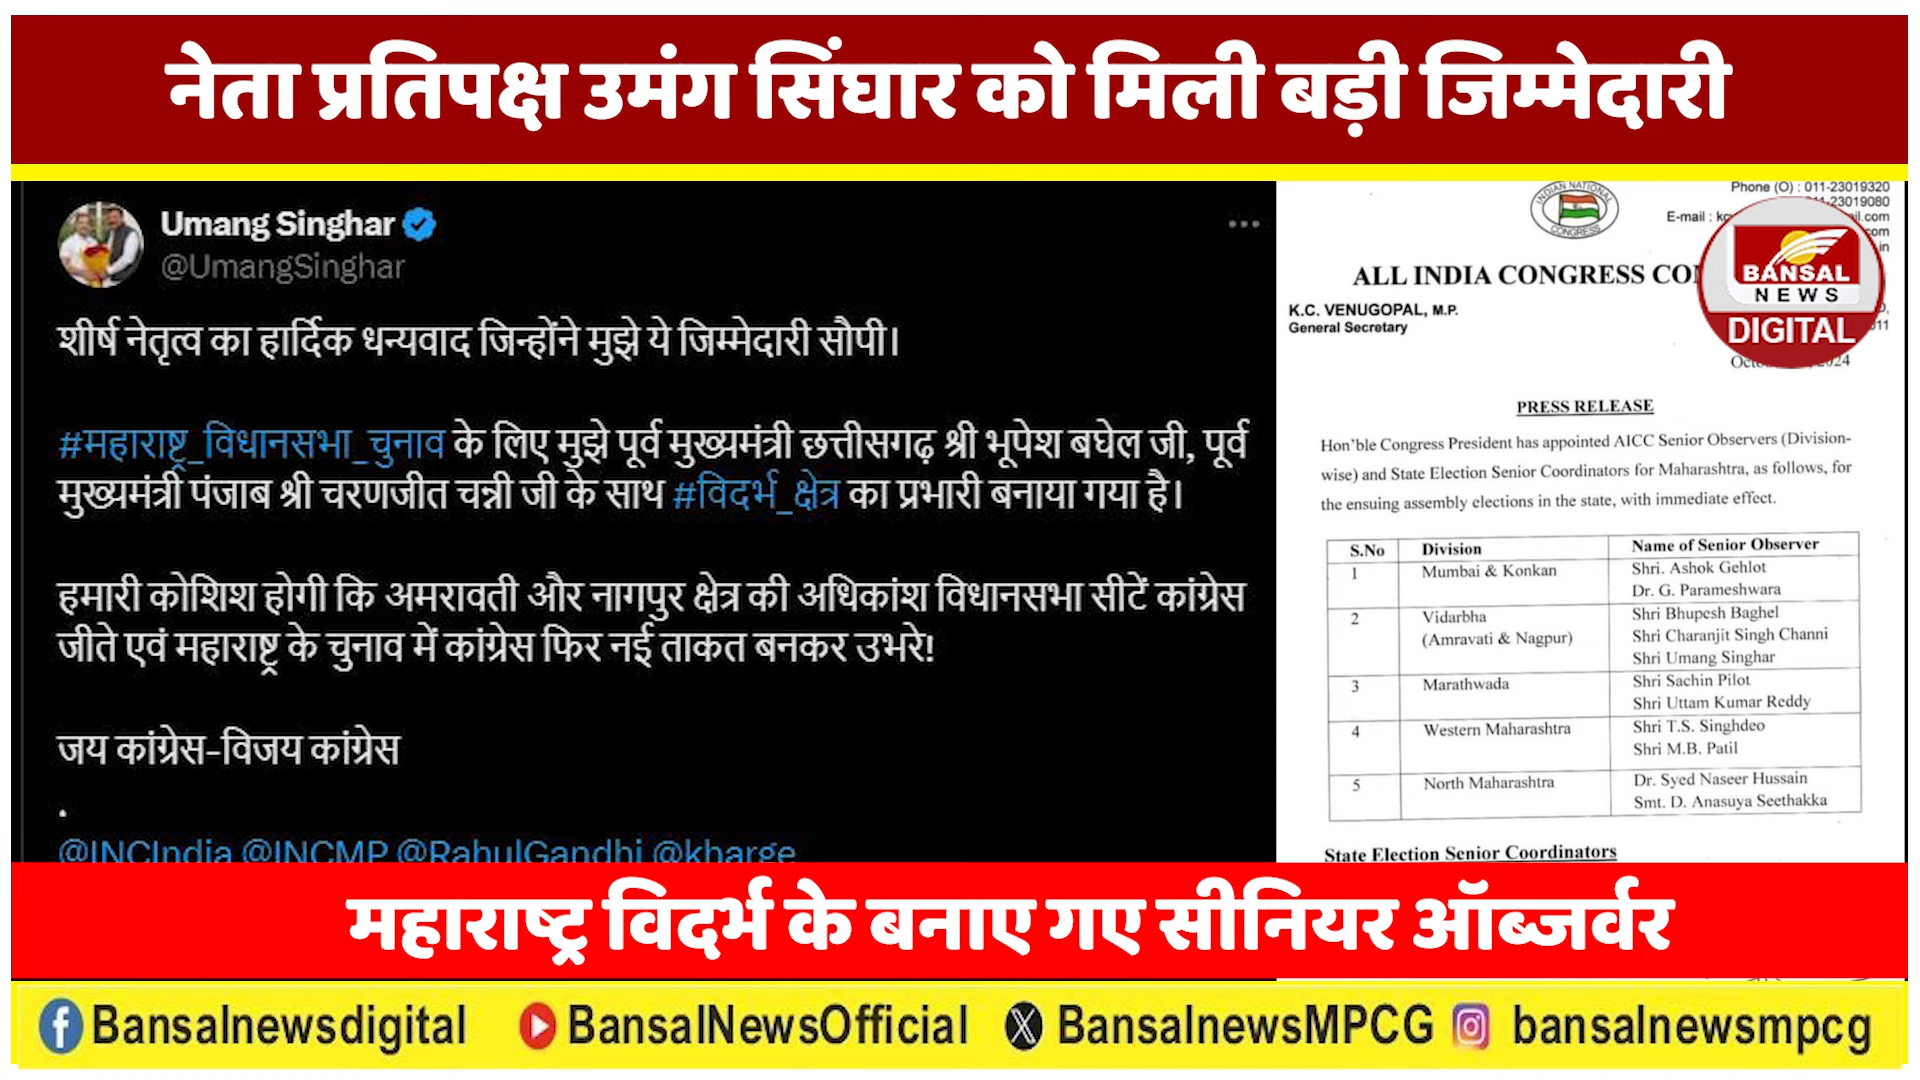 नेता प्रतिपक्ष उमंग सिंघार को मिली बड़ी जिम्मेदारी
Umang Singhar
@UmangSinghar
शीर्ष नेतृत्व का हार्दिक धन्यवाद जिन्होंने मुझे ये जिम्मेदारी सौपी।
#महाराष्ट्र_विधानसभा_चुनाव के लिए मुझे पूर्व मुख्यमंत्री छत्तीसगढ़ श्री भूपेश बघेल जी, पूर्व
मुख्यमंत्री पंजाब श्री चरणजीत चन्नी जी के साथ #विदर्भ_क्षेत्र का प्रभारी बनाया गया है।
हमारी कोशिश होगी कि अमरावती और नागपुर क्षेत्र की अधिकांश विधानसभा सीटें कांग्रेस
जीते एवं महाराष्ट्र के चुनाव में कांग्रेस फिर नई ताकत बनकर उभरे!
जय कांग्रेस-विजय कांग्रेस
.
@INCIndia @INCMP @RahulGandhi @kharge
INDIAN NATIONAL
CONGRESS
Phone (O) : 011-23019320
23019080
E-mail :
ALL INDIA CONGRESS
K.C. VENUGOPAL, M.P.
General Secretary
BANSAL
NEWS
DIGITAL
PRESS RELEASE
Hon'ble Congress President has appointed AICC Senior Observers (Division-
wise) and State Election Senior Coordinators for Maharashtra, as follows, for
the ensuing assembly elections in the state, with immediate effect.
S.No Division Name of Senior Observer
1 Mumbai & Konkan Shri. Ashok Gehlot
Dr. G. Parameshwara
2 Vidarbha Shri Bhupesh Baghel
(Amravati & Nagpur) Shri Charanjit Singh Channi
Shri Umang Singhar
3 Marathwada Shri Sachin Pilot
Shri Uttam Kumar Reddy
4 Western Maharashtra Shri T.S. Singhdeo
Shri M.B. Patil
5 North Maharashtra Dr. Syed Naseer Hussain
Smt. D. Anasuya Seethakka
State Election Senior Coordinators
महाराष्ट्र विदर्भ के बनाए गए सीनियर ऑब्जर्वर
Bansalnewsdigital BansalNewsOfficial BansalnewsMPCG bansalnewsmpcg